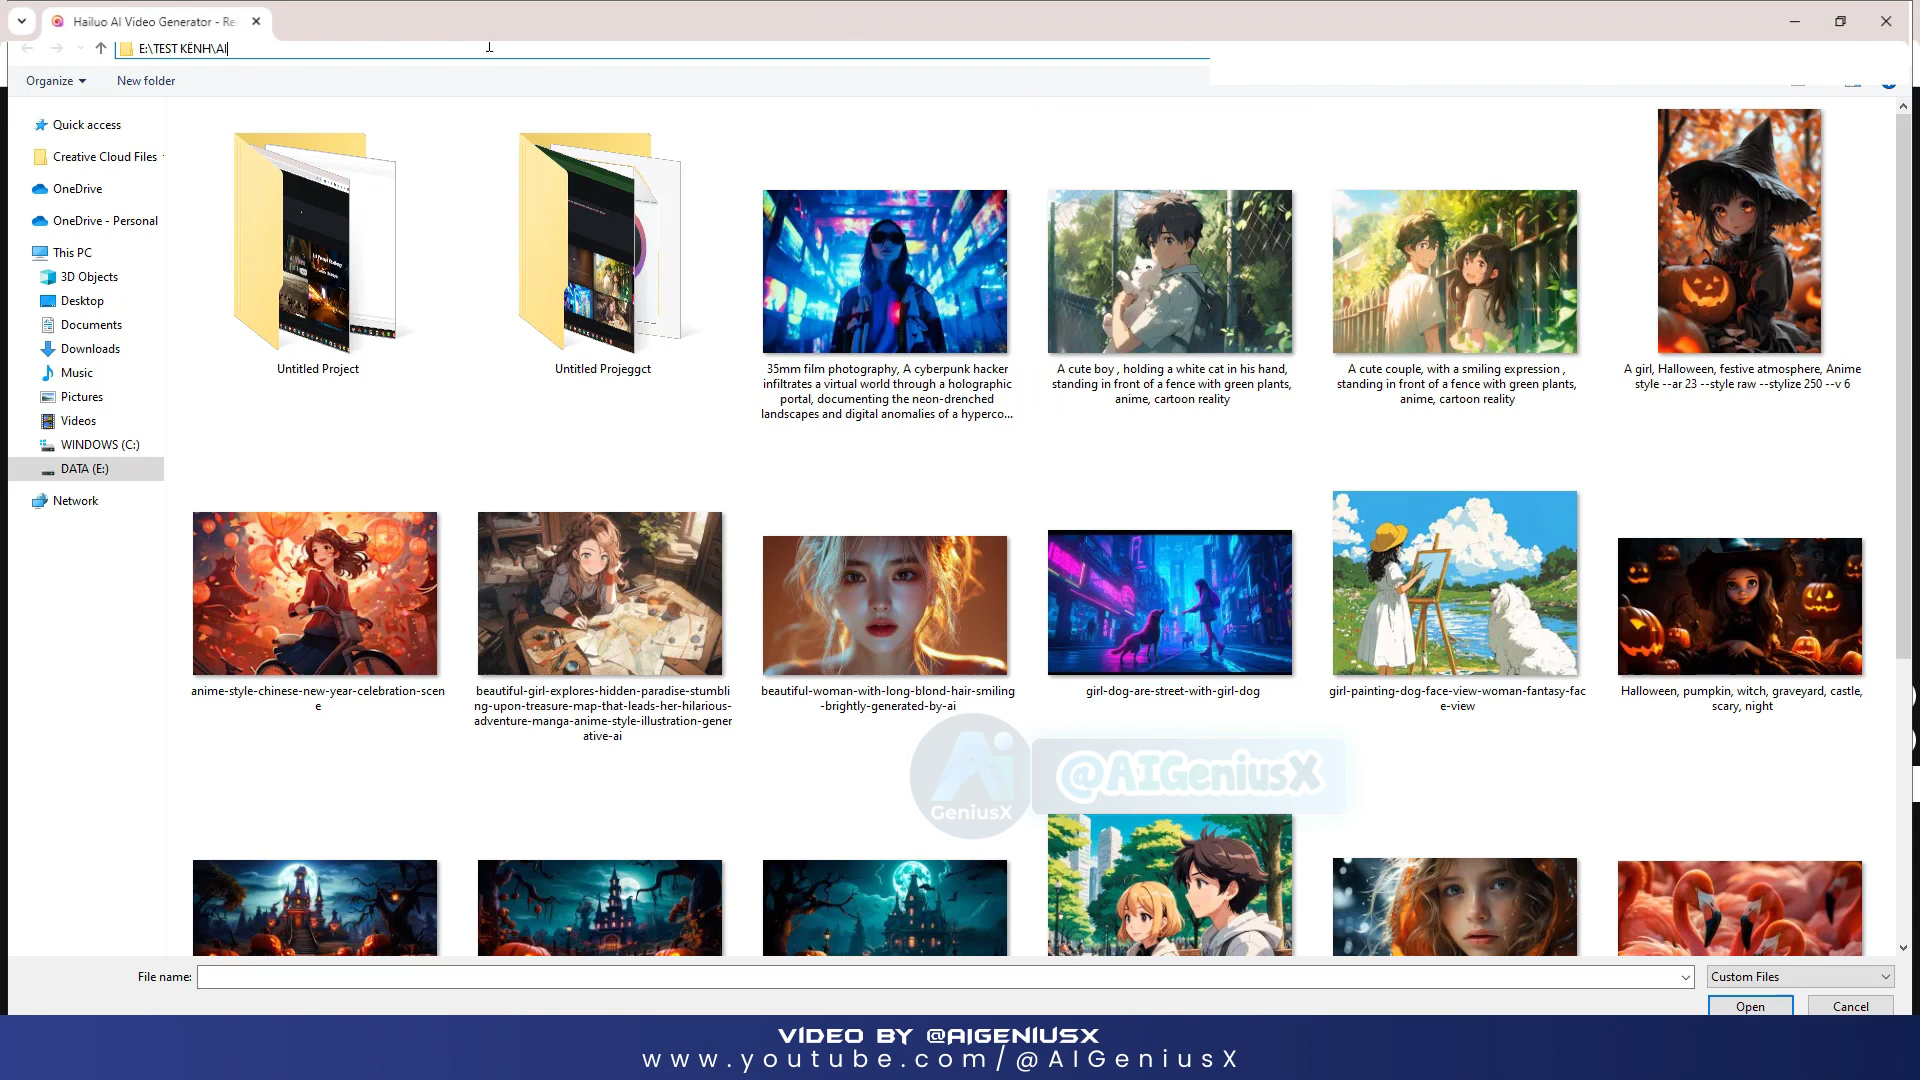 Hailuo AI Video Generator - Re
E:\TEST KÊNH\AI
Organize
New folder
Quick access
Creative Cloud Files
OneDrive
OneDrive - Personal
This PC
3D Objects
Desktop
Documents
Downloads
Music
Pictures
Videos
WINDOWS (C:)
DATA (E:)
Network
Untitled Project
Untitled Projeggct
35mm film photography, A cyberpunk hacker
infiltrates a virtual world through a holographic
portal, documenting the neon-drenched
landscapes and digital anomalies of a hyperco...
A cute boy , holding a white cat in his hand,
standing in front of a fence with green plants,
anime, cartoon reality
A cute couple, with a smiling expression ,
standing in front of a fence with green plants,
anime, cartoon reality
A girl, Halloween, festive atmosphere, Anime
style --ar 23 --style raw --stylize 250 --v 6
anime-style-chinese-new-year-celebration-scen
e
beautiful-girl-explores-hidden-paradise-stumbli
ng-upon-treasure-map-that-leads-her-hilarious-
adventure-manga-anime-style-illustration-gener
ative-ai
beautiful-woman-with-long-blond-hair-smiling
-brightly-generated-by-ai
girl-dog-are-street-with-girl-dog
girl-painting-dog-face-view-woman-fantasy-fac
e-view
Halloween, pumpkin, witch, graveyard, castle,
scary, night
Ai
GeniusX
@AIGeniusX
File name:
Custom Files
Open
Cancel
VIDEO BY @AIGENIUSX
www.youtube.com/@AIGeniusX